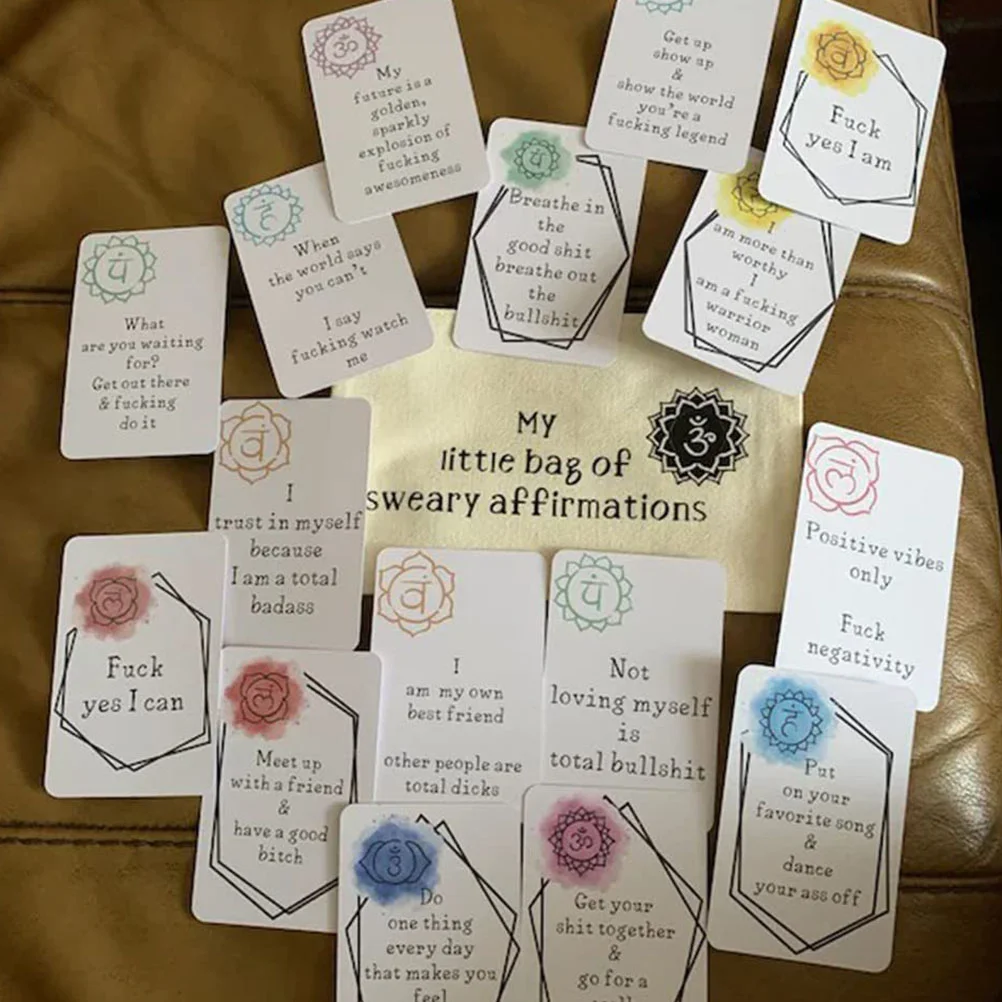 My
future is a
golden,
sparkly
explosion of
fucking
awesomeness
Get up
show up
&
show the world
you're a
fucking legend
Fuck
yes I am
When
the world says
you can't
I say
fucking watch
me
Breathe in
the
good shit
breathe out
the
bullshit
I
am more than
worthy
I
am a fucking
warrior
woman
What
are you waiting
for?
Get out there
& fucking
do it
My
little bag of
sweary affirmations
I
trust in myself
because
I am a total
badass
Positive vibes
only
Fuck
negativity
Fuck
yes I can
I
am my own
best friend
other people are
total dicks
Not
loving myself
is
total bullshit
Meet up
with a friend
&
have a good
bitch
Put
on your
favorite song
&
dance
your ass off
Do
one thing
every day
that makes you
feel
Get your
shit together
&
go for a